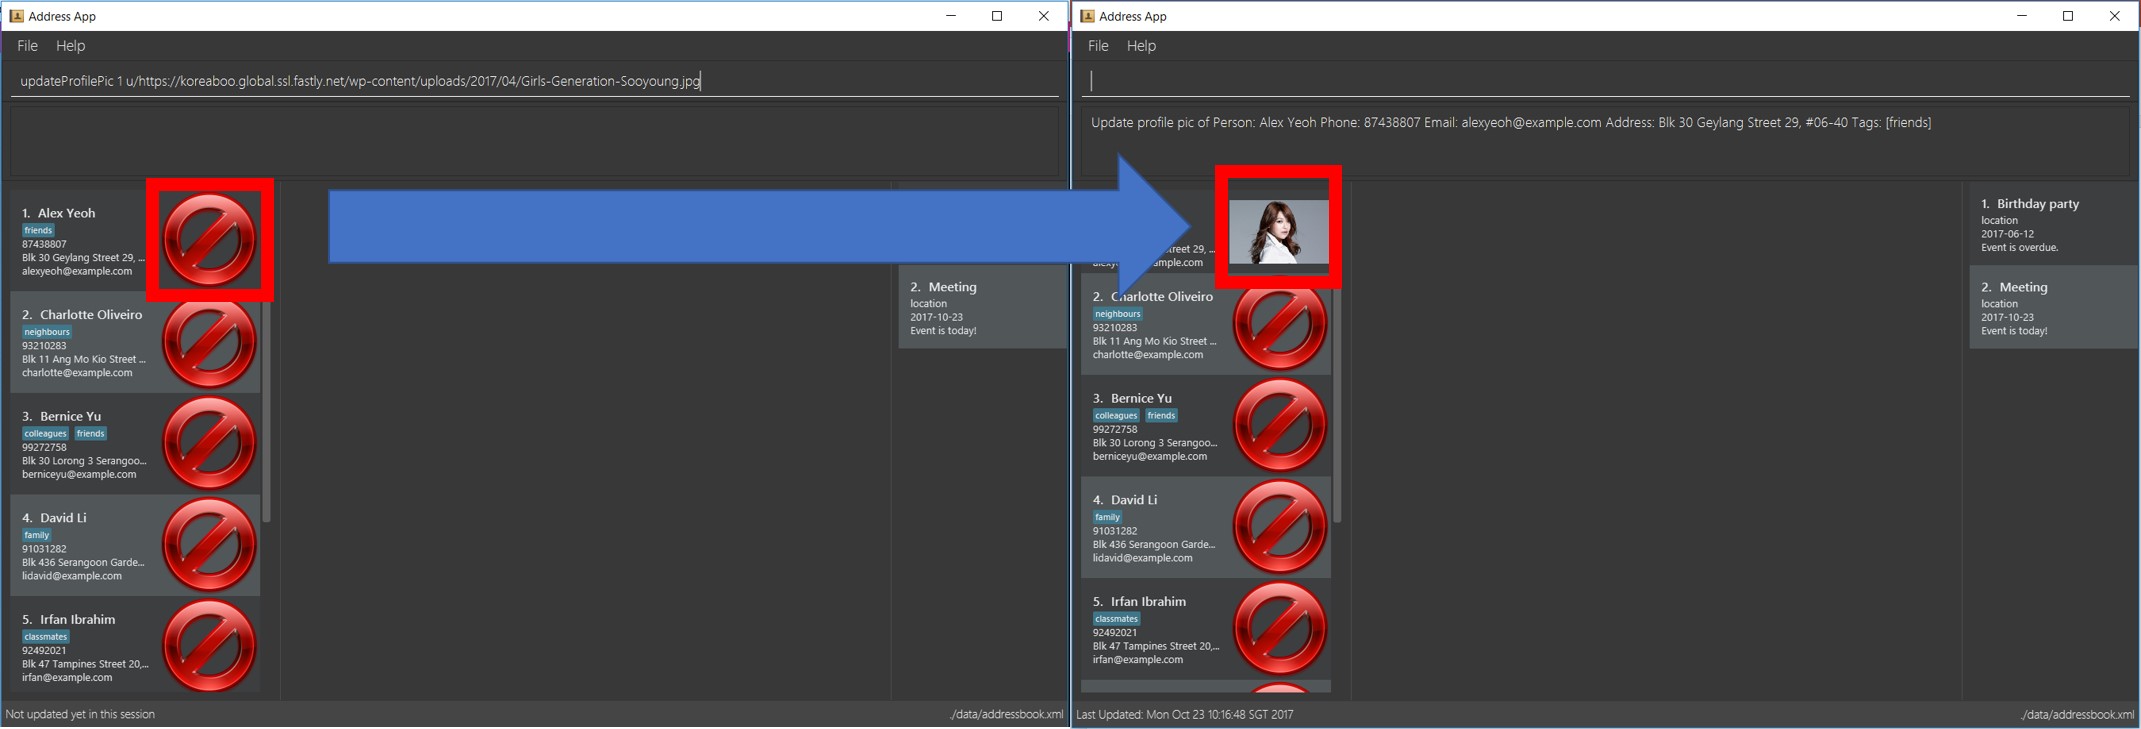 Address App
File Help
updateProfilePic 1 u/https://koreaboo.global.ssl.fastly.net/wp-content/uploads/2017/04/Girls-Generation-Sooyoung.jpg
1. Alex Yeoh
friends
87438807
Blk 30 Geylang Street 29, ...
alexyeoh@example.com
2. Charlotte Oliveiro
neighbours
93210283
Blk 11 Ang Mo Kio Street ...
charlotte@example.com
3. Bernice Yu
colleagues friends
99272758
Blk 30 Lorong 3 Serangoo...
berniceyu@example.com
4. David Li
family
91031282
Blk 436 Serangoon Garde...
lidavid@example.com
5. Irfan Ibrahim
classmates
92492021
Blk 47 Tampines Street 20,...
irfan@example.com
2. Meeting
location
2017-10-23
Event is today!
Not updated yet in this session
./data/addressbook.xml
Address App
File Help
Update profile pic of Person: Alex Yeoh Phone: 87438807 Email: alexyeoh@example.com Address: Blk 30 Geylang Street 29, #06-40 Tags: [friends]
29, ...
example.com
2. Charlotte Oliveiro
neighbours
93210283
Blk 11 Ang Mo Kio Street ...
charlotte@example.com
3. Bernice Yu
colleagues friends
99272758
Blk 30 Lorong 3 Serangoo...
berniceyu@example.com
4. David Li
family
91031282
Blk 436 Serangoon Garde...
lidavid@example.com
5. Irfan Ibrahim
classmates
92492021
Blk 47 Tampines Street 20,...
irfan@example.com
1. Birthday party
location
2017-06-12
Event is overdue.
2. Meeting
location
2017-10-23
Event is today!
Last Updated: Mon Oct 23 10:16:48 SGT 2017
./data/addressbook.xml